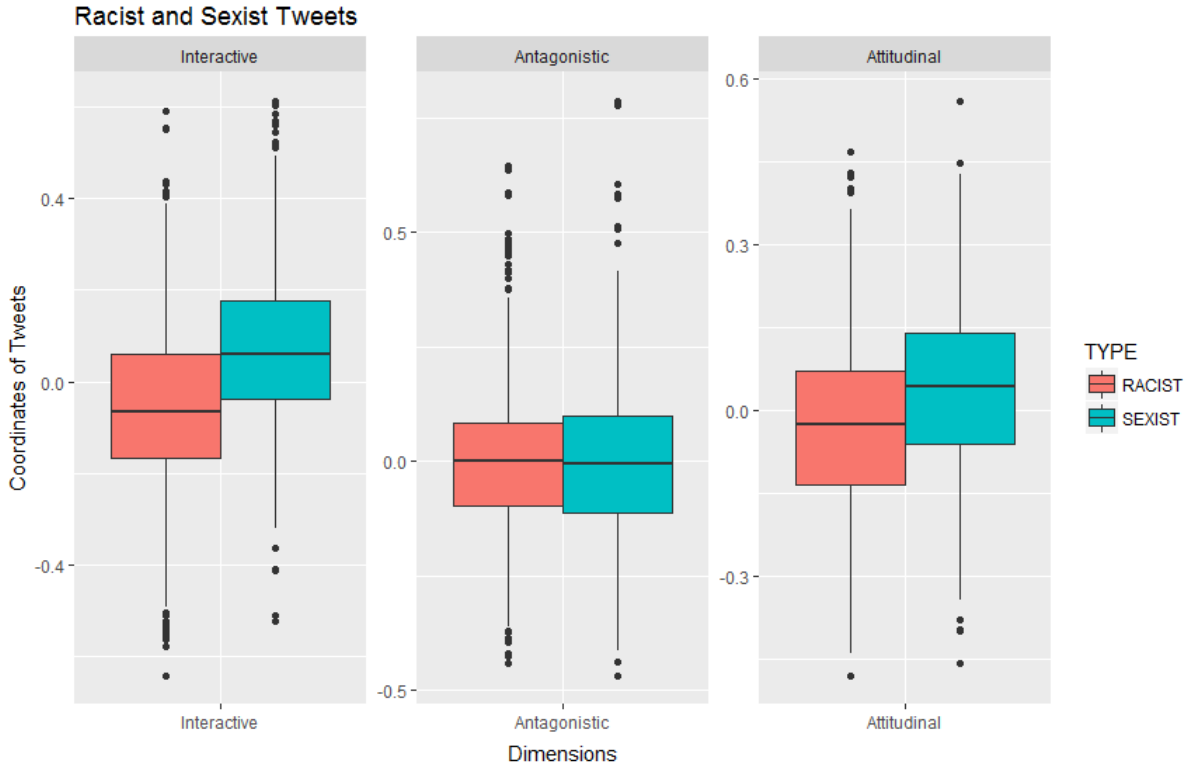 Racist and Sexist Tweets
Interactive
Antagonistic
Attitudinal
Coordinates of Tweets
0.4
0.0
-0.4
0.5
0.0
-0.5
0.6
0.3
0.0
-0.3
Interactive
Antagonistic
Attitudinal
Dimensions
TYPE
RACIST
SEXIST